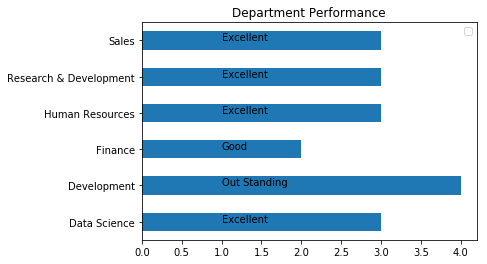 Department Performance
Sales Excellent
Research & Development Excellent
Human Resources Excellent
Finance Good
Development Out Standing
Data Science Excellent
0.0 0.5 1.0 1.5 2.0 2.5 3.0 3.5 4.0